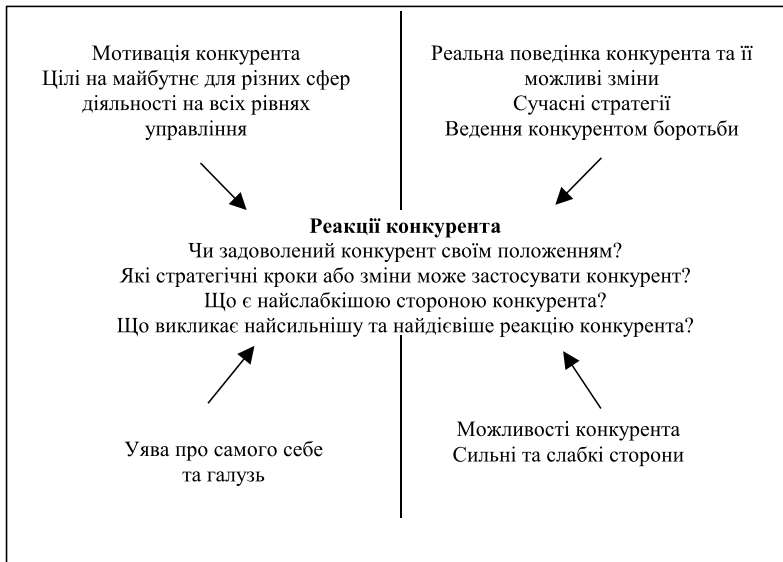 Мотивація конкурента
Цілі на майбутнє для різних сфер
діяльності на всіх рівнях
управління
Реальна поведінка конкурента та її
можливі зміни
Сучасні стратегії
Ведення конкурентом боротьби
Реакції конкурента
Чи задоволений конкурент своїм положенням?
Які стратегічні кроки або зміни може застосувати конкурент?
Що є найслабкішою стороною конкурента?
Що викликає найсильнішу та найдієвіше реакцію конкурента?
Уява про самого себе
та галузь
Можливості конкурента
Сильні та слабкі сторони